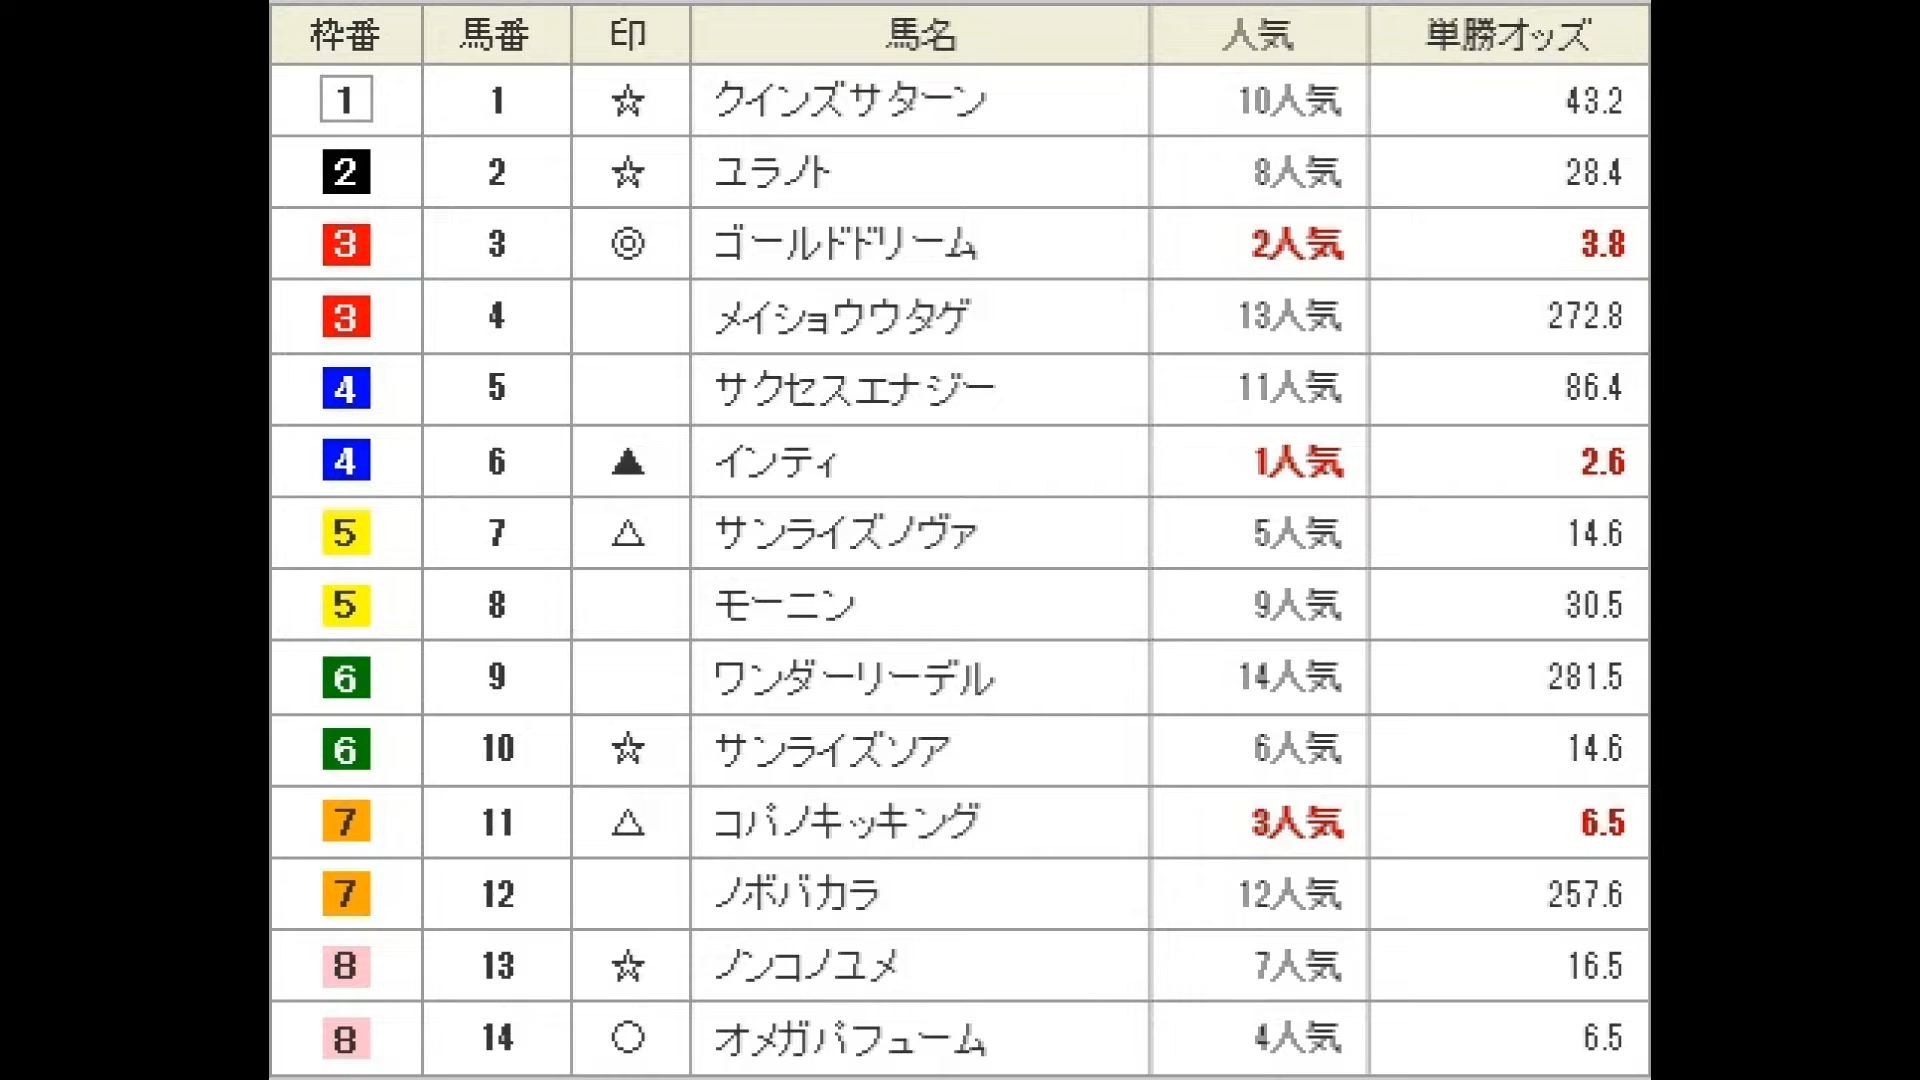 枠番 馬番 印 馬名 人気 単勝オッズ
1 1 ☆ クインズサターン 10人気 43.2
2 2 ☆ ユラノト 8人気 28.4
3 3 ◎ ゴールドドリーム 2人気 3.8
3 4 メイショウウタゲ 13人気 272.8
4 5 サクセスエナジー 11人気 86.4
4 6 ▲ インティ 1人気 2.6
5 7 △ サンライズノヴァ 5人気 14.6
5 8 モーニン 9人気 30.5
6 9 ワンダーリーデル 14人気 281.5
6 10 ☆ サンライズソア 6人気 14.6
7 11 △ コパノキッキング 3人気 6.5
7 12 ノボバカラ 12人気 257.6
8 13 ☆ ノンコノユメ 7人気 16.5
8 14 ○ オメガパフューム 4人気 6.5